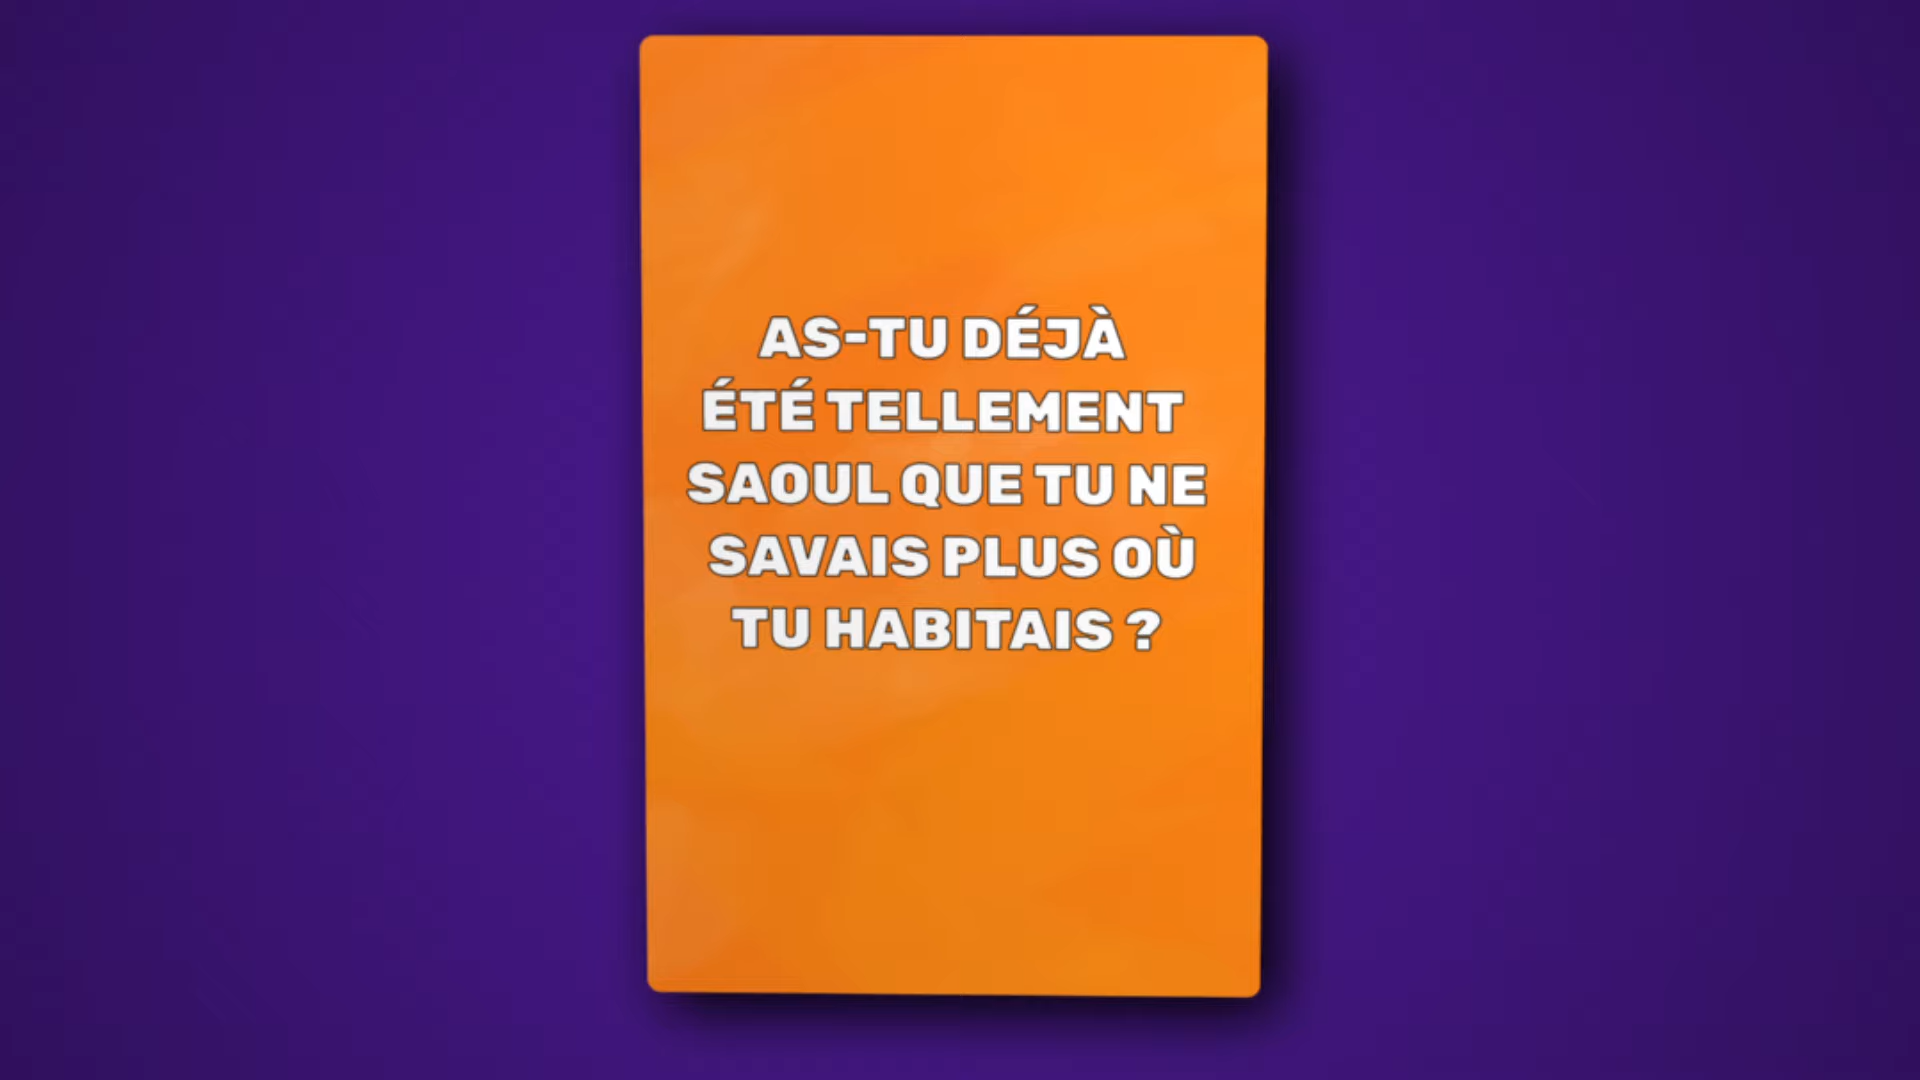 AS-TU DÉJÀ
ÉTÉ TELLEMENT
SAOUL QUE TU NE
SAVAIS PLUS OÙ
TU HABITAIS ?